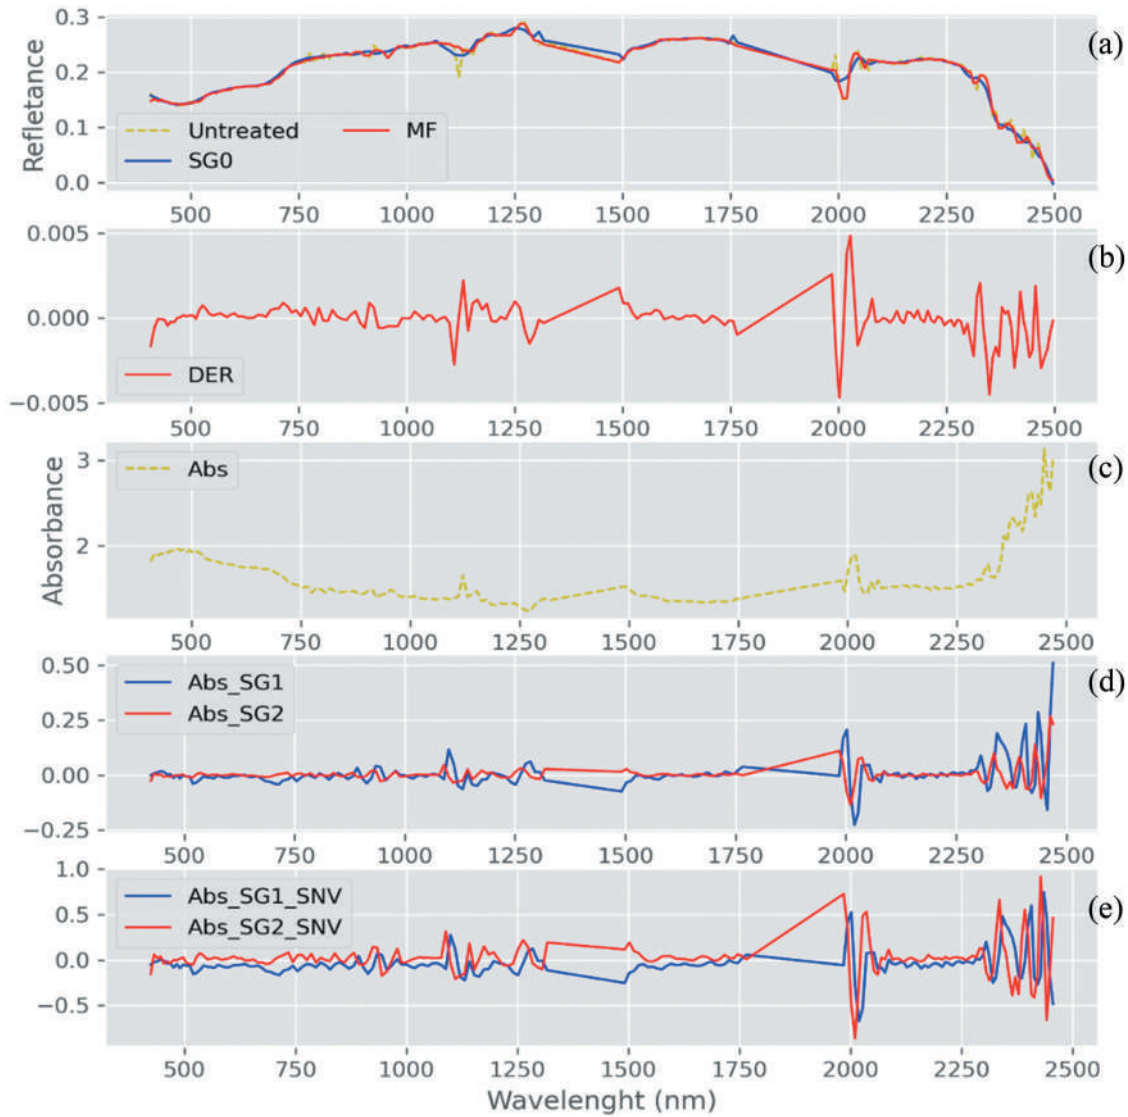 0.3
0.2
0.1
0.0
Refletance
Untreated
MF
SG0
(a)
500 750 1000 1250 1500 1750 2000 2250 2500
0.005
0.000
−0.005
DER
(b)
500 750 1000 1250 1500 1750 2000 2250 2500
3
2
Absorbance
Abs
(c)
500 750 1000 1250 1500 1750 2000 2250 2500
0.50
0.25
0.00
−0.25
Abs_SG1
Abs_SG2
(d)
500 750 1000 1250 1500 1750 2000 2250 2500
1.0
0.5
0.0
−0.5
Abs_SG1_SNV
Abs_SG2_SNV
(e)
500 750 1000 1250 1500 1750 2000 2250 2500
Wavelenght (nm)